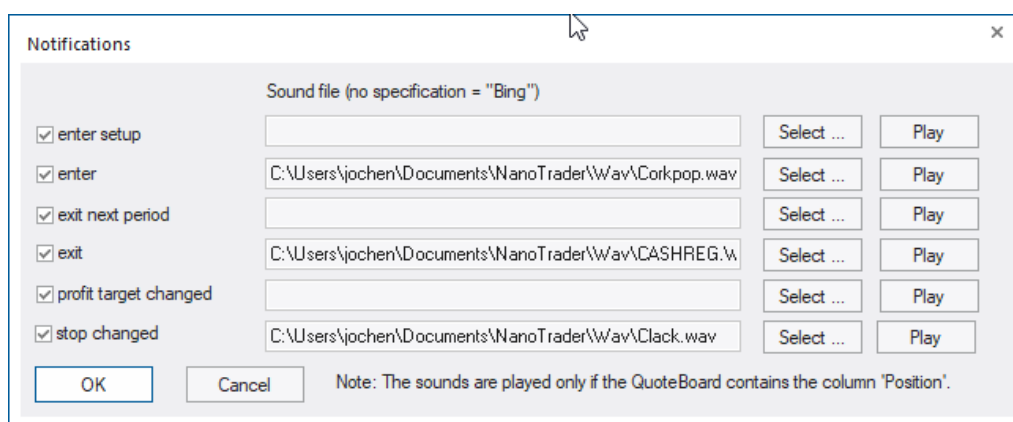 Notifications
Sound file (no specification = "Bing")
enter setup Select ... Play
enter C:\Users\jochen\Documents\NanoTrader\Wav\Corkpop.wav Select ... Play
exit next period Select ... Play
exit C:\Users\jochen\Documents\NanoTrader\Wav\CASHREG.W Select ... Play
profit target changed Select ... Play
stop changed C:\Users\jochen\Documents\NanoTrader\Wav\Clack.wav Select ... Play
OK Cancel Note: The sounds are played only if the QuoteBoard contains the column 'Position'.